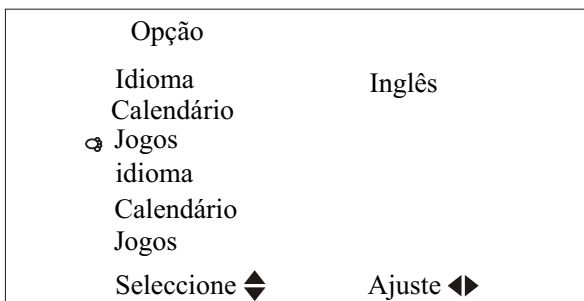 Opção
Idioma Inglês
Calendário
Jogos
idioma
Calendário
Jogos
Seleccione Ajuste